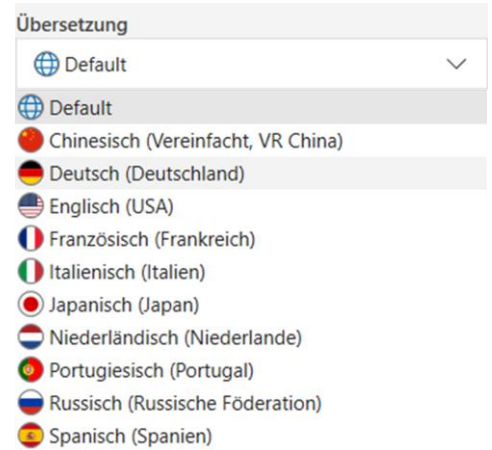 Übersetzung
Default
Default
Chinesisch (Vereinfacht, VR China)
Deutsch (Deutschland)
Englisch (USA)
Französisch (Frankreich)
Italienisch (Italien)
Japanisch (Japan)
Niederländisch (Niederlande)
Portugiesisch (Portugal)
Russisch (Russische Föderation)
Spanisch (Spanien)